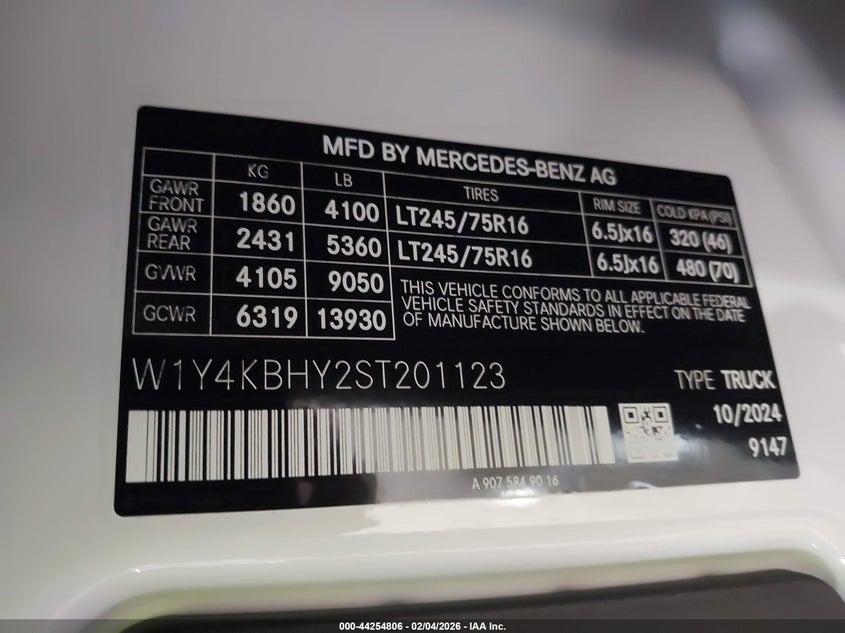 MFD BY MERCEDES-BENZ AG
KG LB TIRES RIM SIZE COLD KPA (PSI)
GAWR FRONT 1860 4100 LT245/75R16 6.5Jx16 320 (46)
GAWR REAR 2431 5360 LT245/75R16 6.5Jx16 480 (70)
GVWR 4105 9050
GCWR 6319 13930
THIS VEHICLE CONFORMS TO ALL APPLICABLE FEDERAL
VEHICLE SAFETY STANDARDS IN EFFECT ON THE DATE
OF MANUFACTURE SHOWN BELOW.
W1Y4KBHY2ST201123
TYPE TRUCK
10/2024
9147
A 907 584 90 16
000-44254806 - 02/04/2026 - IAA Inc.